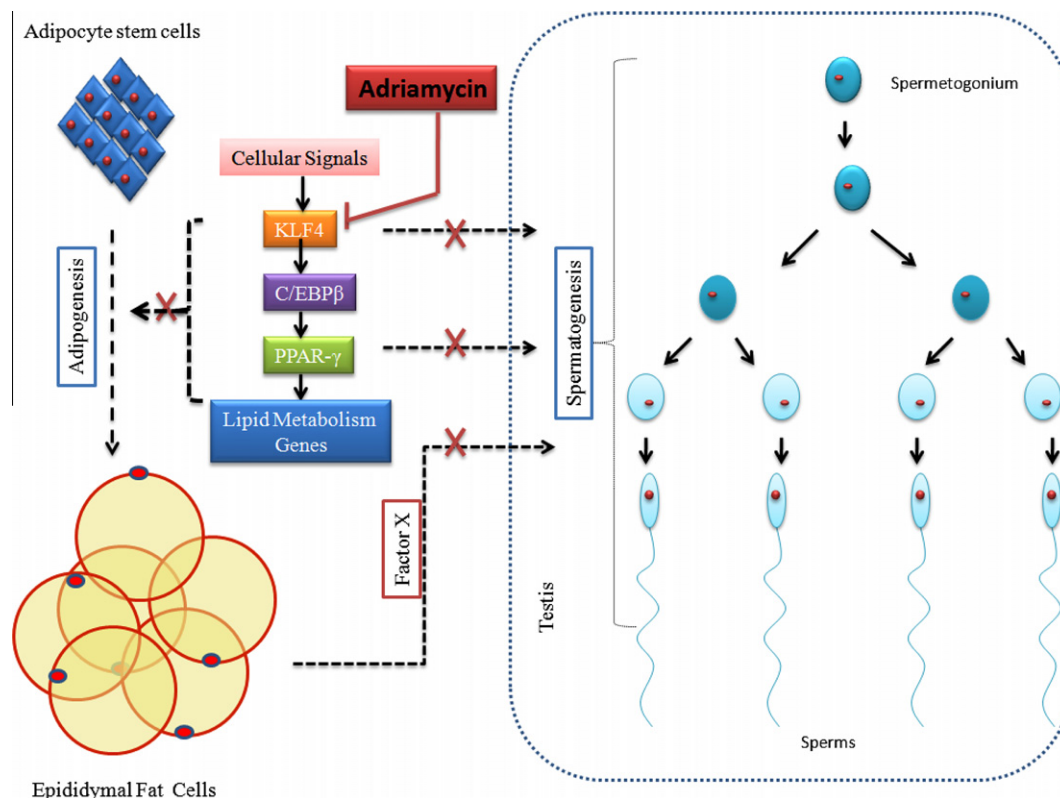 Adipocyte stem cells
Adriamycin
Spermetogonium
Cellular Signals
KLF4
C/EBPβ
PPAR-γ
Lipid Metabolism
Genes
Adipogenesis
Spermatogenesis
Factor X
Testis
Sperms
Epididymal Fat Cells